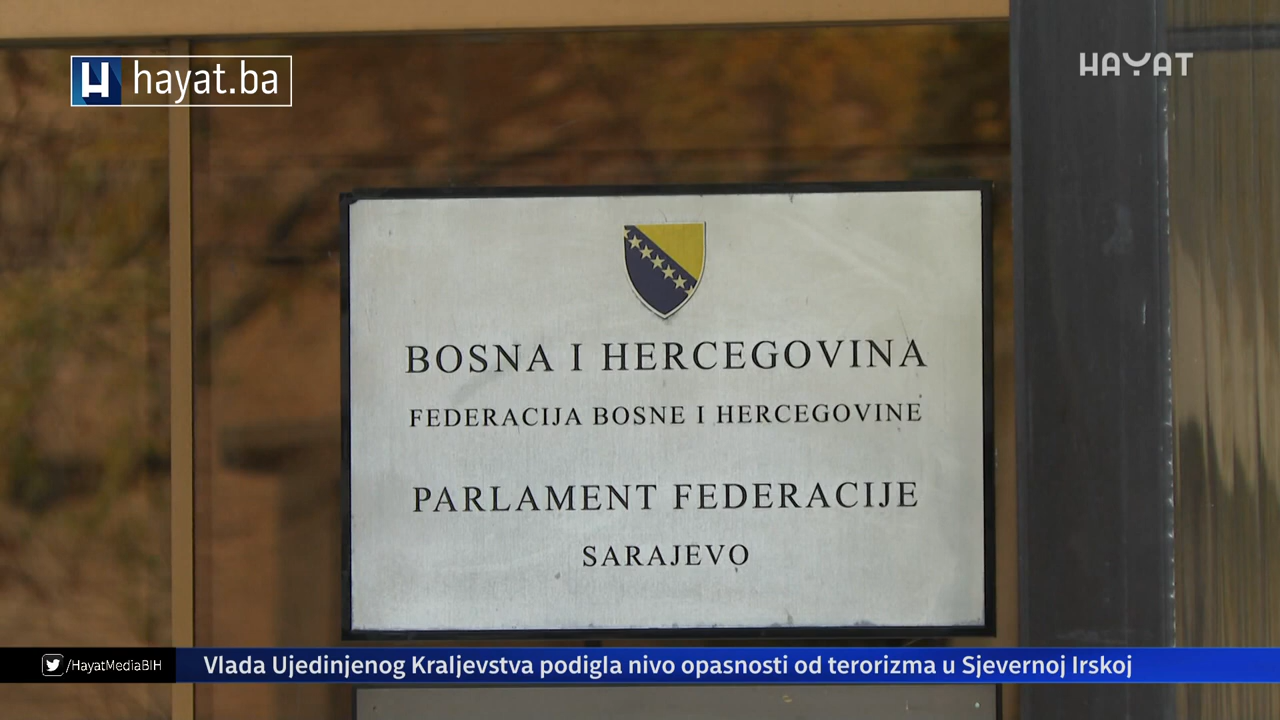 hayat.ba
HAYAT
BOSNA I HERCEGOVINA
FEDERACIJA BOSNE I HERCEGOVINE
PARLAMENT FEDERACIJE
SARAJEVO
/HayatMediaBIH
Vlada Ujedinjenog Kraljevstva podigla nivo opasnosti od terorizma u Sjevernoj Irskoj